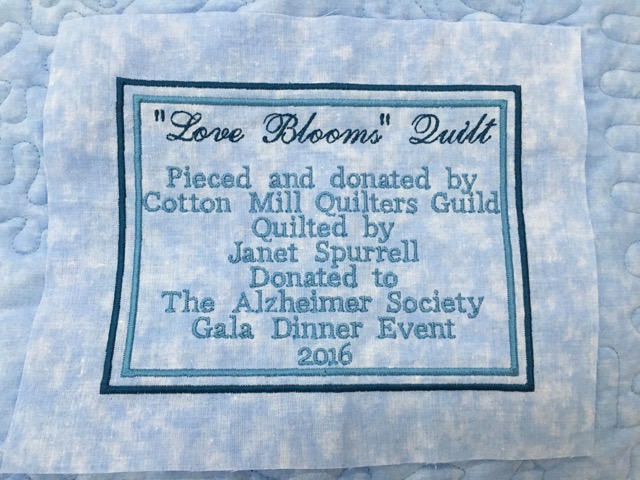 "Love Blooms" Quilt
Pieced and donated by
Cotton Mill Quilters Guild
Quilted by
Janet Spurrell
Donated to
The Alzheimer Society
Gala Dinner Event
2016